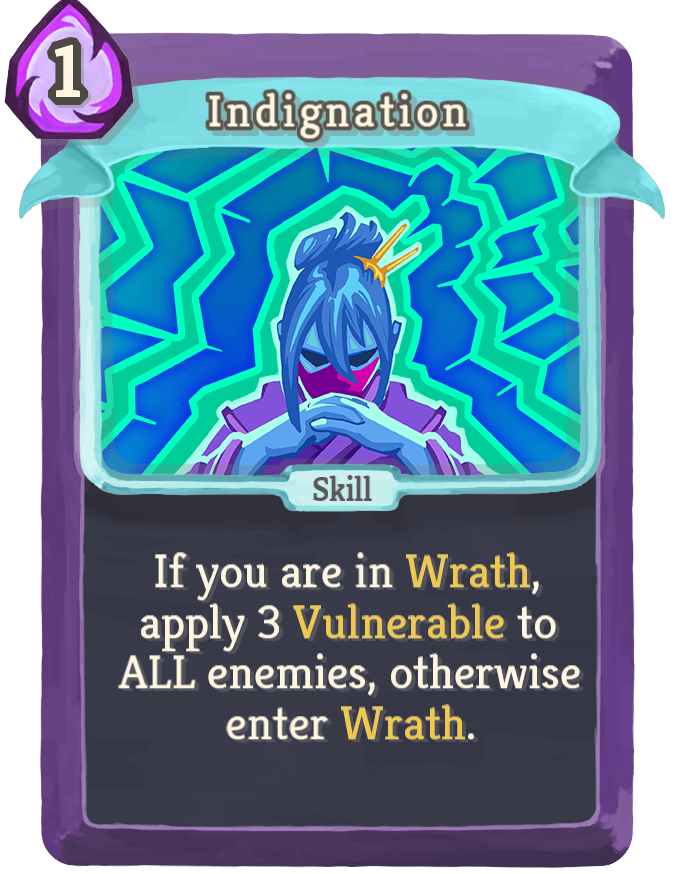 1
Indignation
Skill
If you are in Wrath,
apply 3 Vulnerable to
ALL enemies, otherwise
enter Wrath.